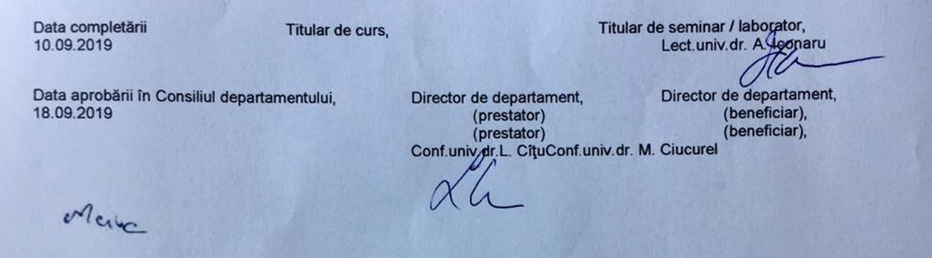 Data completării Titular de curs, Titular de seminar / laborator,
10.09.2019 Lect.univ.dr. A. Iconaru
Data aprobării în Consiliul departamentului, Director de departament, Director de departament,
18.09.2019 (prestator) (beneficiar),
(prestator) (beneficiar),
Conf.univ.dr.L. CîţuConf.univ.dr. M. Ciucurel